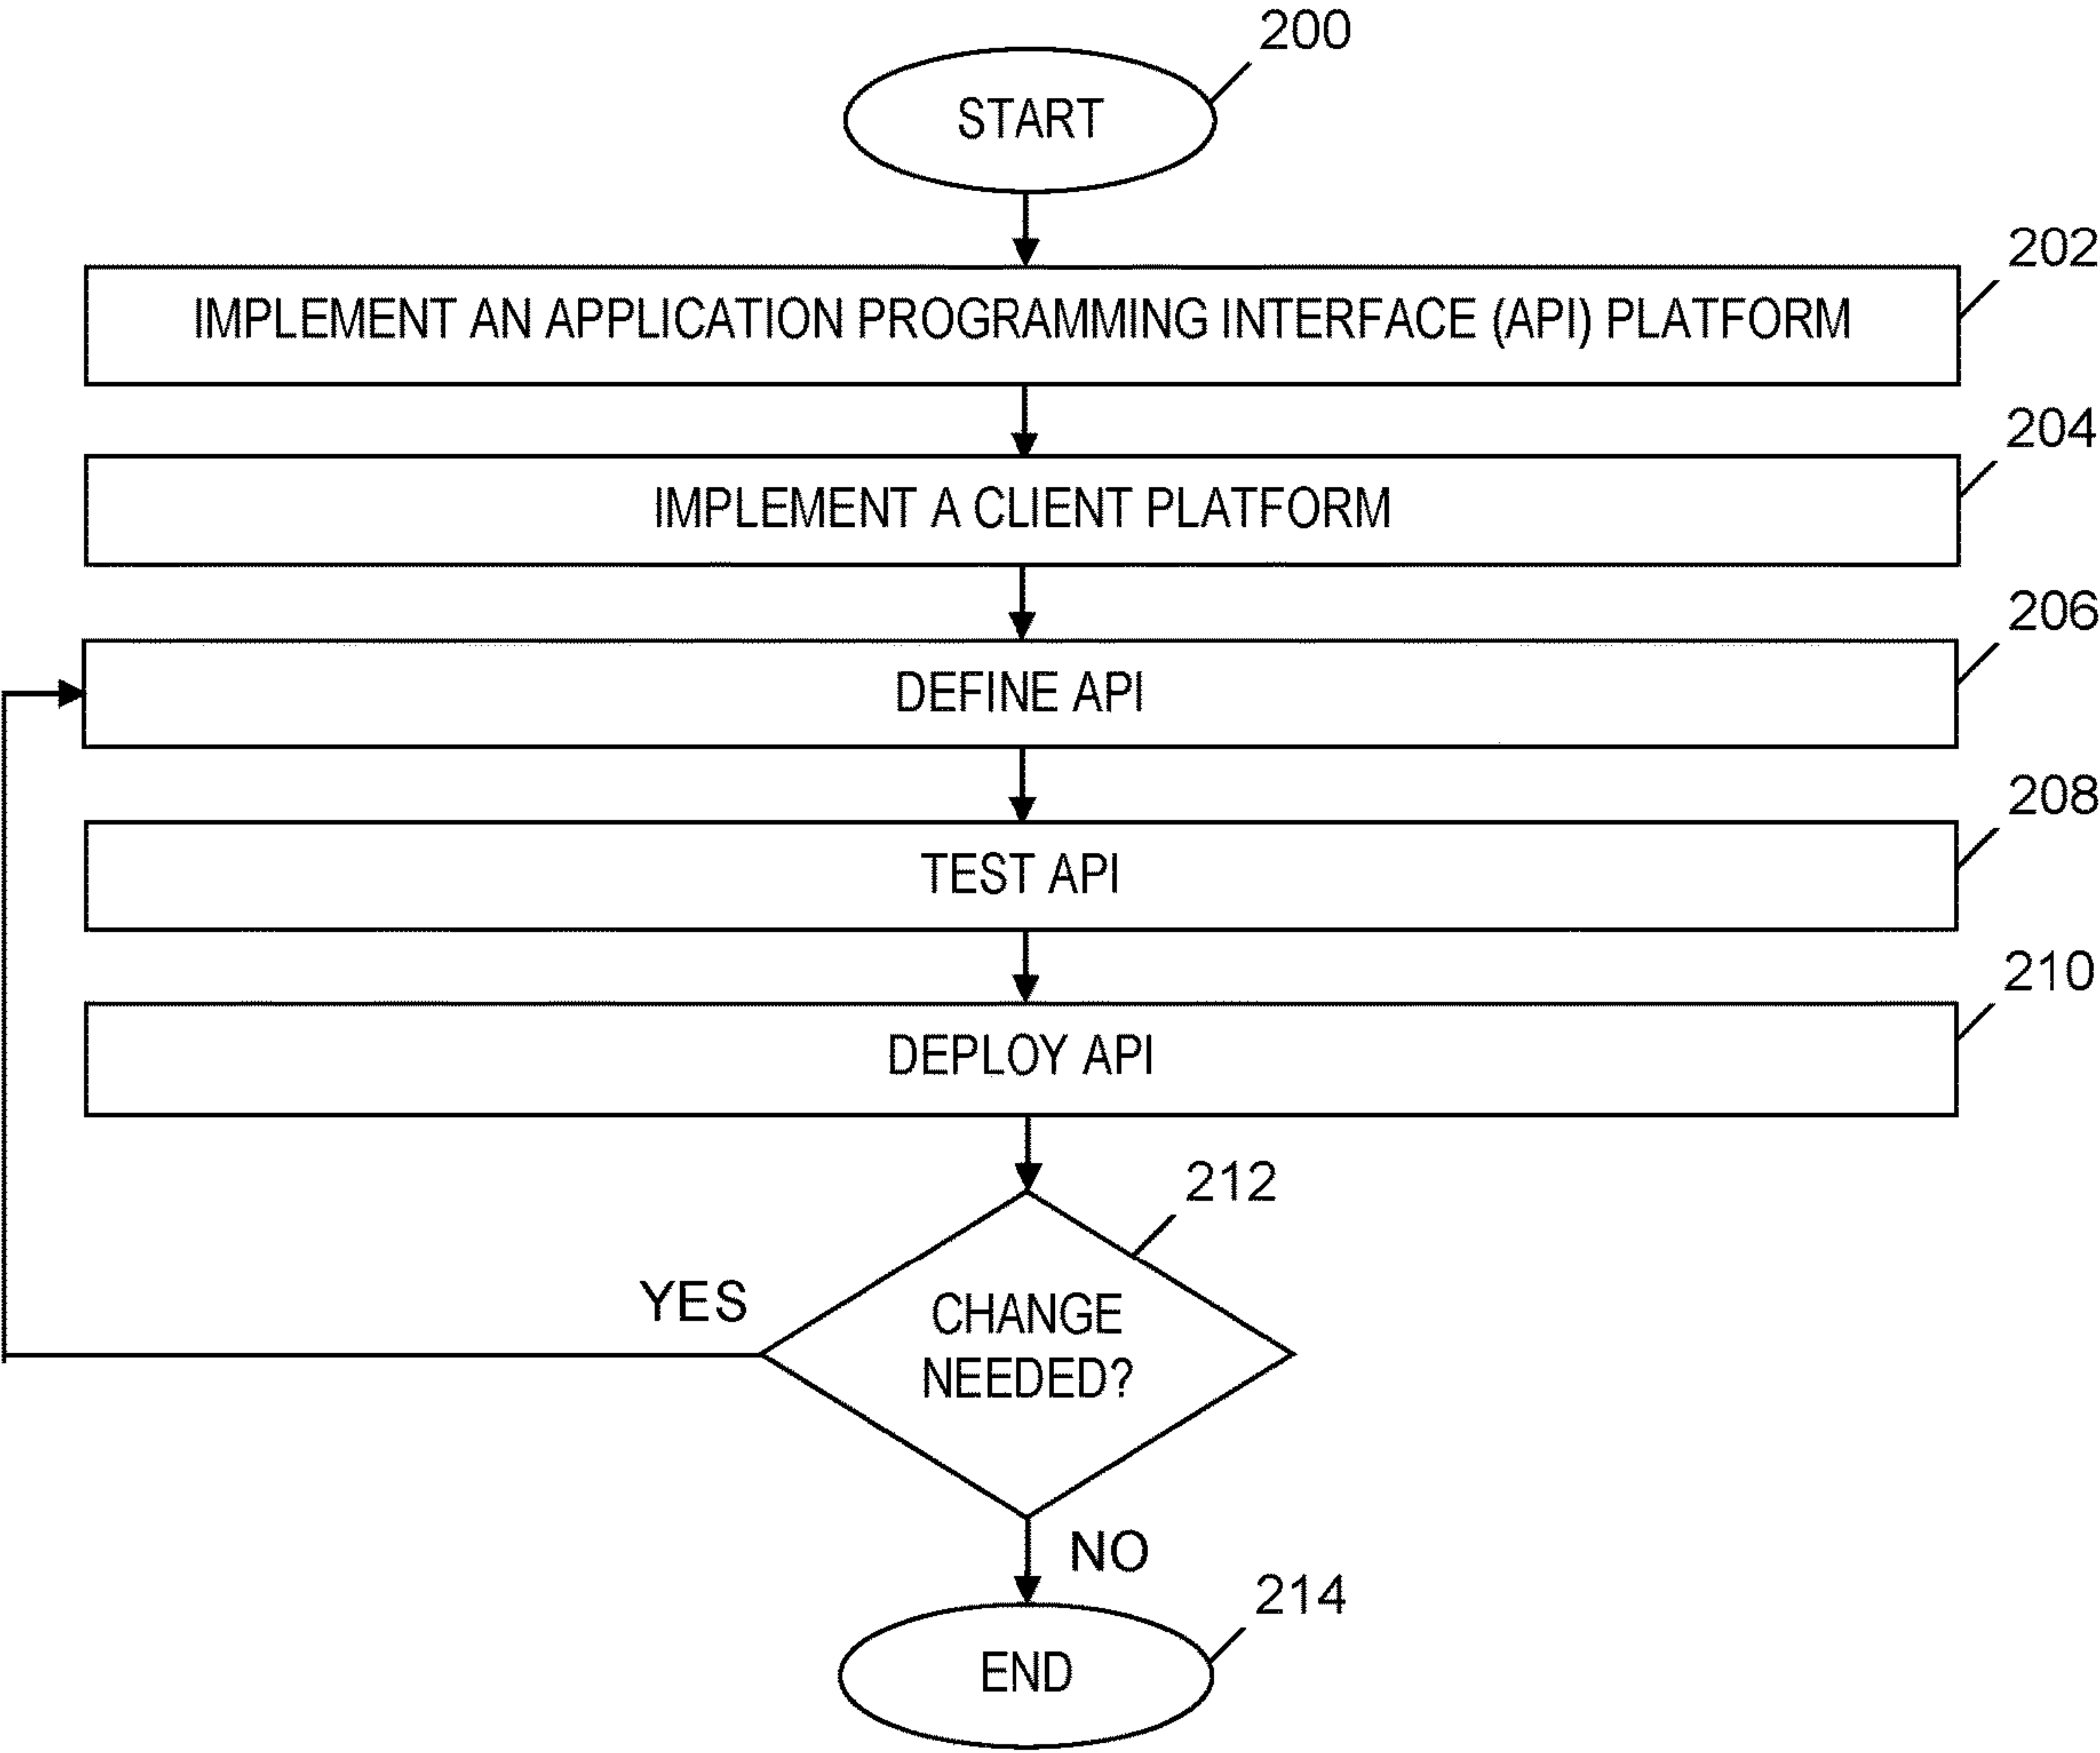 200
START
202
IMPLEMENT AN APPLICATION PROGRAMMING INTERFACE (API) PLATFORM
204
IMPLEMENT A CLIENT PLATFORM
206
DEFINE API
208
TEST API
210
DEPLOY API
212
YES
CHANGE
NEEDED?
NO
214
END